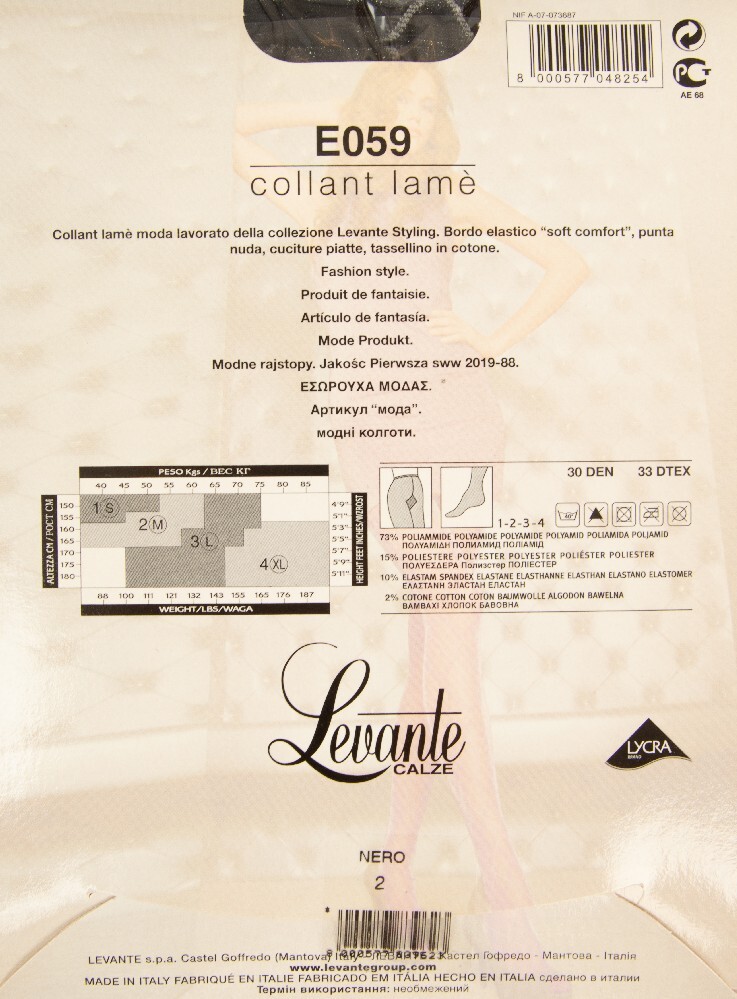 NIF A-07-073687
8 000577 048254
AE 68
E059
collant lamè
Collant lamè moda lavorato della collezione Levante Styling. Bordo elastico “soft comfort”, punta
nuda, cuciture piatte, tassellino in cotone.
Fashion style.
Produit de fantaisie.
Artículo de fantasía.
Mode Produkt.
Modne rajstopy. Jakośc Pierwsza sww 2019-88.
ΕΣΩΡΟΥΧΑ ΜΟΔΑΣ.
Артикул “мода”.
модні колготи.
PESO Kgs / ВЕС КГ
40 45 50 55 60 65 70 75 80 85
ALTEZZA CM / РОСТ СМ
150
155
160
165
170
175
180
1 S
2 M
3 L
4 XL
4'9"
5'1"
5'3"
5'5"
5'7"
5'9"
5'11"
HEIGHT FEET INCHES/WZROST
88 100 111 121 132 143 155 165 176 187
WEIGHT/LBS/WAGA
1-2-3-4
30 DEN 33 DTEX
40°
73% POLIAMMIDE POLYAMIDE POLYAMIDE POLYAMID POLIAMIDA POLJAMID
ΠΟΛΥΑΜΙΔΗ ПОЛИАМИД ПОЛІАМІД
15% POLIESTERE POLYESTER POLYESTER POLIÉSTER POLIESTER
ΠΟΛΥΕΣΖΕΡΑ Полиэстер ПОЛІЕСТЕР
10% ELASTAM SPANDEX ELASTANE ELASTHANNE ELASTHAN ELASTANO ELASTOMER
ΕΛΑΣΤΑΝΗ ЭЛАСТАН ЕЛАСТАН
2% COTONE COTTON COTON BAUMWOLLE ALGODON BAWELNA
ΒΑΜΒΑΧΙ ХЛОПОК БАВОВНА
Levante
CALZE
LYCRA
BRAND
NERO
2
LEVANTE s.p.a. Castel Goffredo (Mantova) Italy Кастел Гофредо - Мантова - Італія
www.levantegroup.com
MADE IN ITALY FABRIQUÉ EN ITALIE FABRICADO EM ITÁLIA HECHO EN ITALIA сделано в италии
Термін використання: необмежений